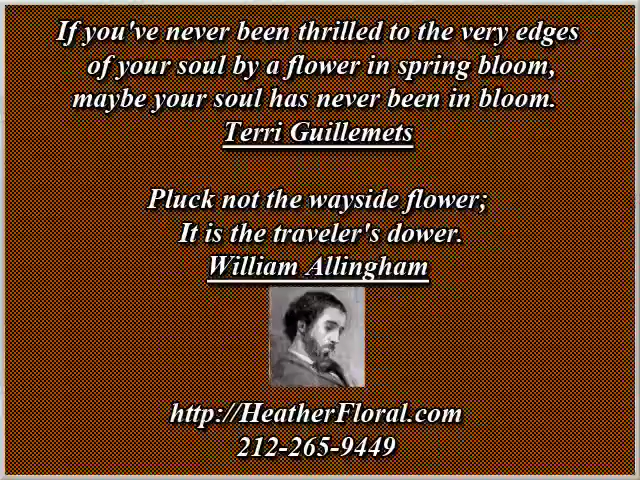 If you've never been thrilled to the very edges
of your soul by a flower in spring bloom,
maybe your soul has never been in bloom.
Terri Guillemets
Pluck not the wayside flower;
It is the traveler's dower.
William Allingham
http://HeatherFloral.com
212-265-9449